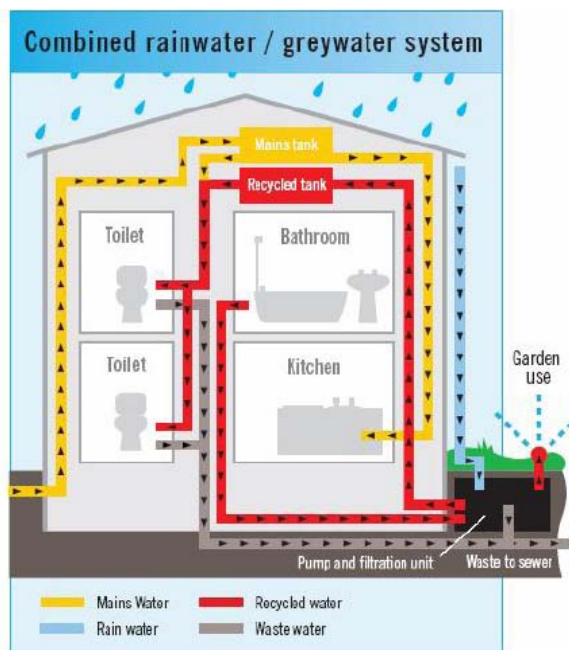 Combined rainwater / greywater system
Mains tank
Recycled tank
Toilet
Bathroom
Toilet
Kitchen
Garden
use
Pump and filtration unit
Waste to sewer
Mains Water
Recycled water
Rain water
Waste water